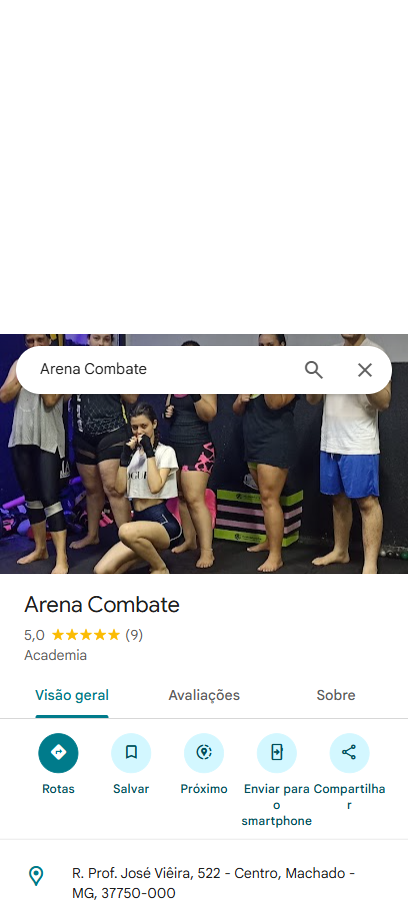 Arena Combate
Arena Combate
5,0 (9)
Academia
Visão geral
Avaliações
Sobre
Rotas
Salvar
Próximo
Enviar para
o
smartphone
Compartilha
r
R. Prof. José Viêira, 522 - Centro, Machado -
MG, 37750-000